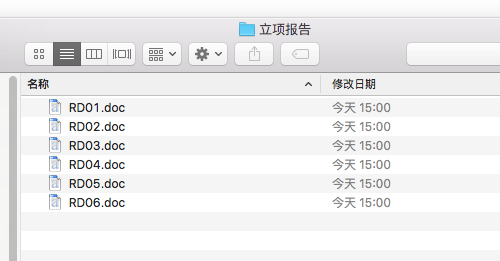 立项报告
名称 修改日期
RD01.doc 今天 15:00
RD02.doc 今天 15:00
RD03.doc 今天 15:00
RD04.doc 今天 15:00
RD05.doc 今天 15:00
RD06.doc 今天 15:00